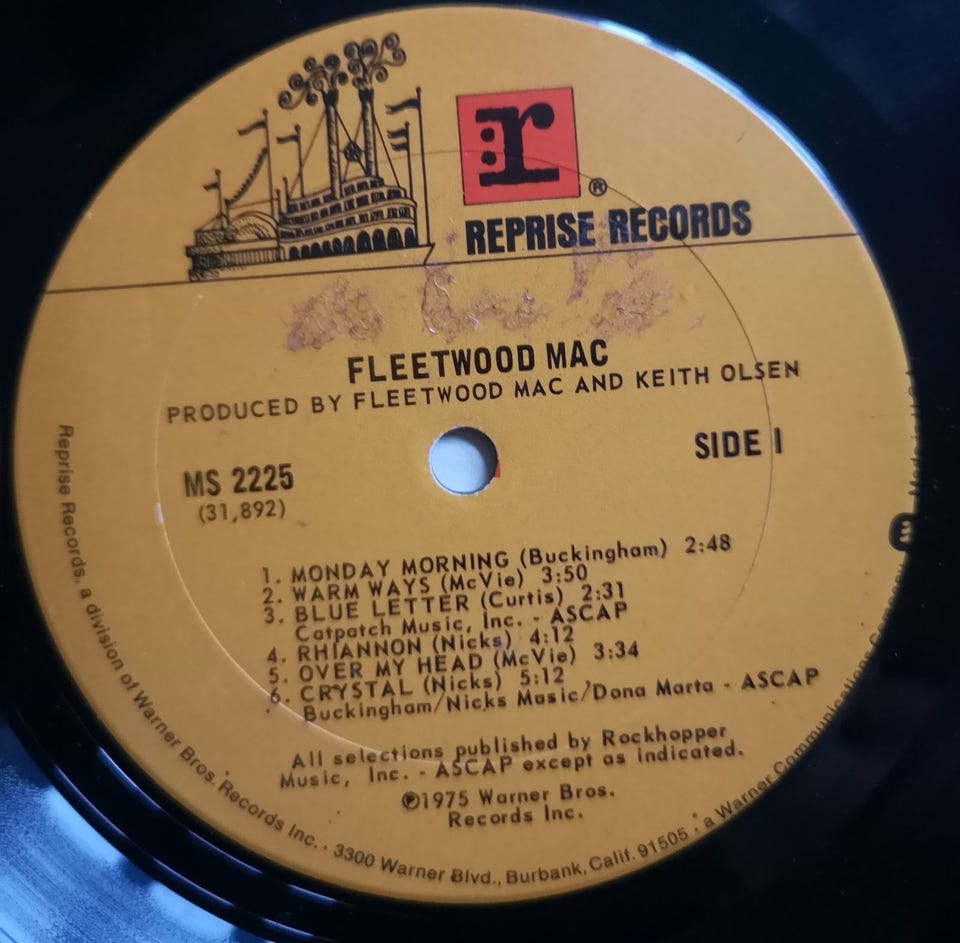 r
®
REPRISE RECORDS
FLEETWOOD MAC
PRODUCED BY FLEETWOOD MAC AND KEITH OLSEN
SIDE 1
MS 2225
(31,892)
1. MONDAY MORNING (Buckingham) 2:48
2. WARM WAYS (McVie) 3:50
3. BLUE LETTER (Curtis) 2:31
Catpatch Music, Inc. - ASCAP
4. RHIANNON (Nicks) 4:12
5. OVER MY HEAD (McVie) 3:34
6. CRYSTAL (Nicks) 5:12
Buckingham/Nicks Music/Dona Marta - ASCAP
All selections published by Rockhopper
Music, Inc. - ASCAP except as indicated.
℗1975 Warner Bros.
Records Inc.
Reprise Records, a division of Warner Bros. Records Inc. · 3300 Warner Blvd., Burbank, Calif. 91505 · a Warner Communications Company